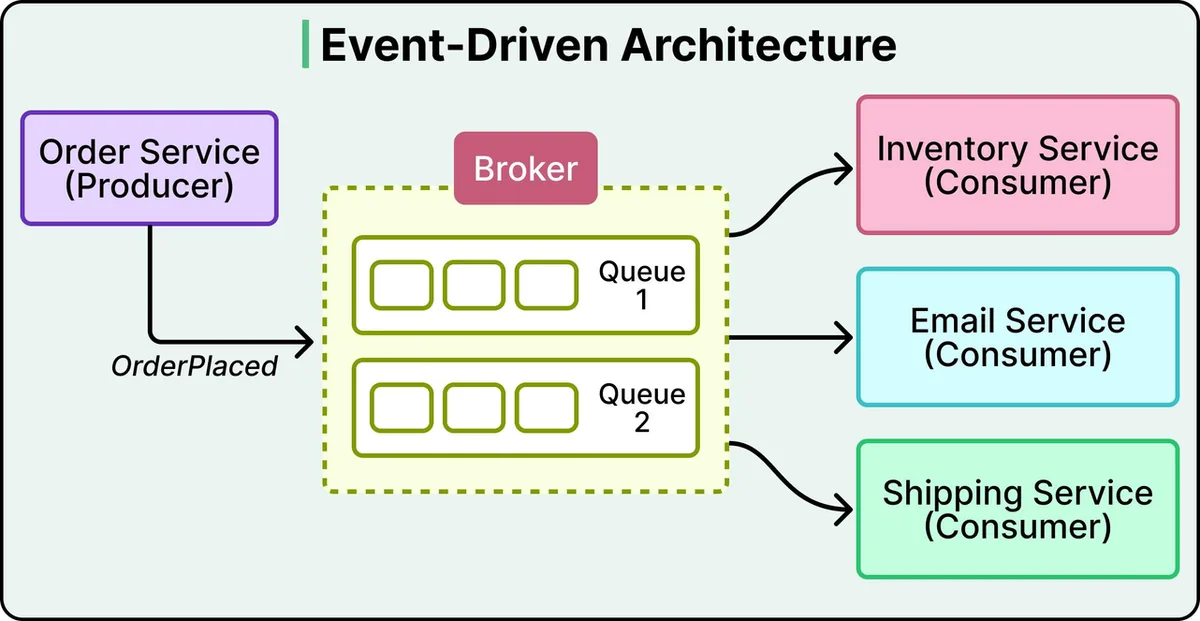 Event-Driven Architecture
Order Service
(Producer)
OrderPlaced
Broker
Queue
1
Queue
2
Inventory Service
(Consumer)
Email Service
(Consumer)
Shipping Service
(Consumer)